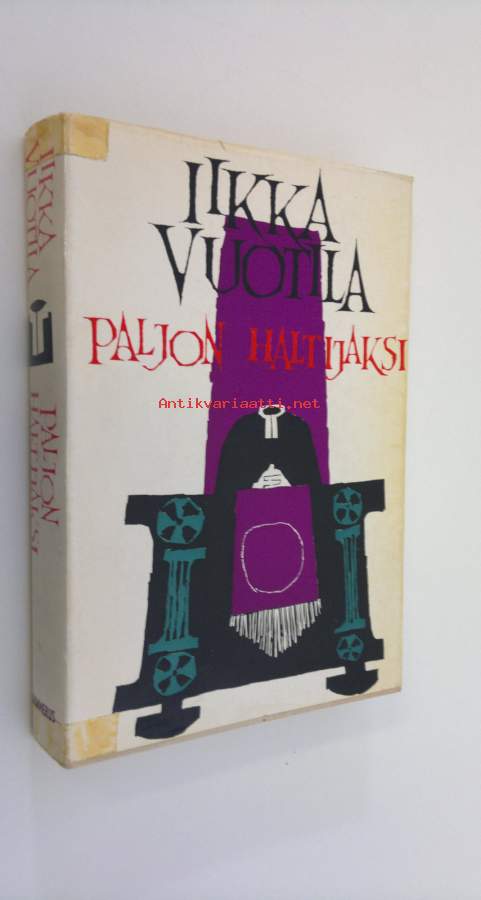 IIKKA
VUOTILA
PALJON HALTIJAKSI
Antikvariaatti.net
IIKKA
VUOTILA
PALJON
HALTIJAKSI